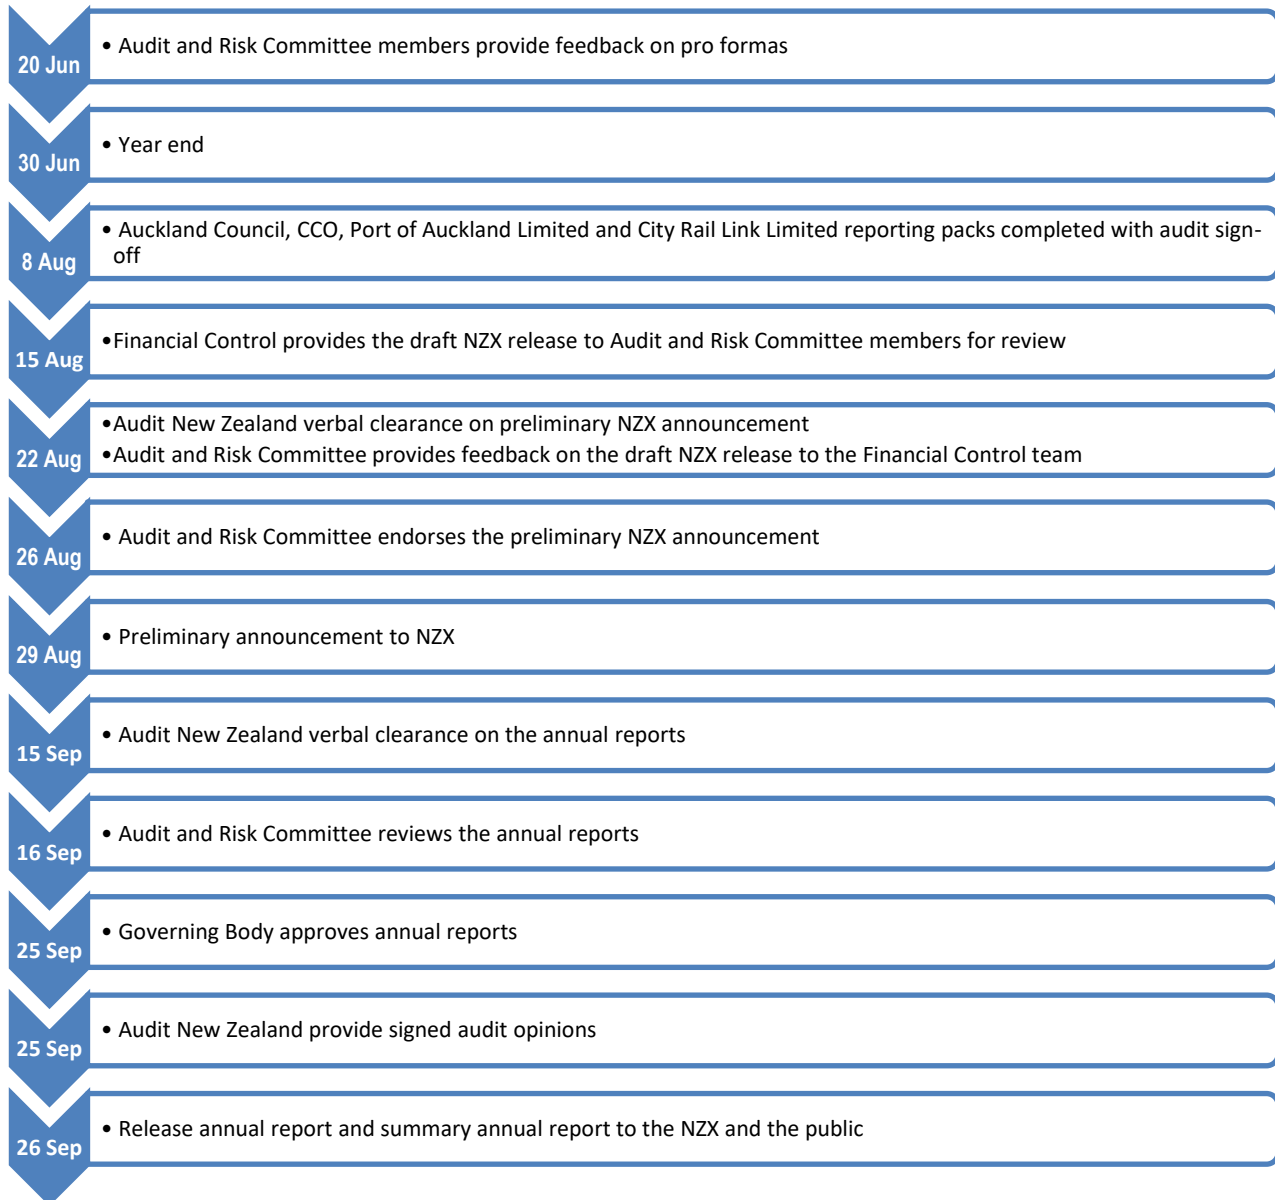 20 Jun
• Audit and Risk Committee members provide feedback on pro formas
30 Jun
• Year end
8 Aug
• Auckland Council, CCO, Port of Auckland Limited and City Rail Link Limited reporting packs completed with audit sign-
off
15 Aug
•Financial Control provides the draft NZX release to Audit and Risk Committee members for review
22 Aug
•Audit New Zealand verbal clearance on preliminary NZX announcement
•Audit and Risk Committee provides feedback on the draft NZX release to the Financial Control team
26 Aug
• Audit and Risk Committee endorses the preliminary NZX announcement
29 Aug
• Preliminary announcement to NZX
15 Sep
• Audit New Zealand verbal clearance on the annual reports
16 Sep
• Audit and Risk Committee reviews the annual reports
25 Sep
• Governing Body approves annual reports
25 Sep
• Audit New Zealand provide signed audit opinions
26 Sep
• Release annual report and summary annual report to the NZX and the public